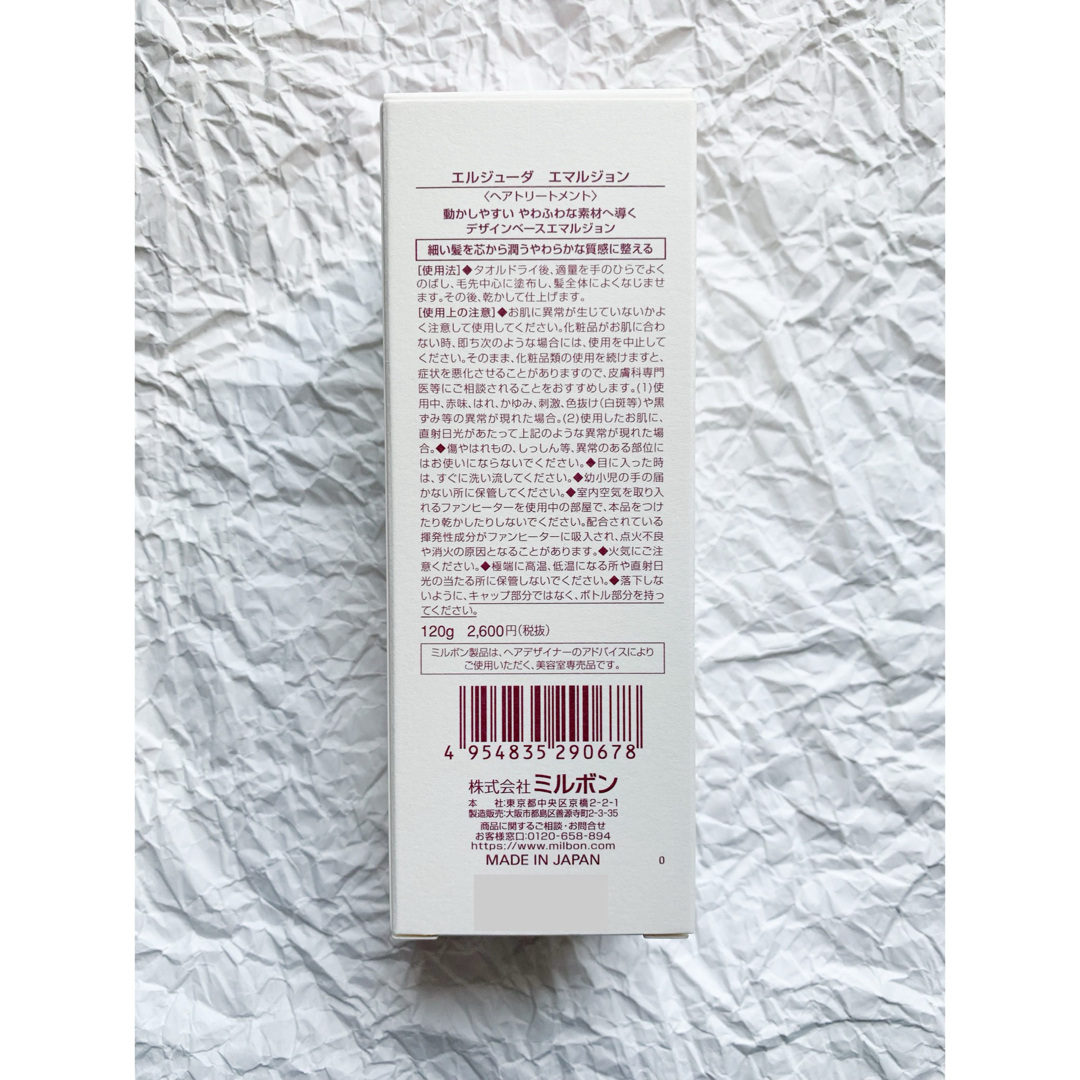 エルジューダ エマルジョン
〈ヘアトリートメント〉
動かしやすい やわふわな素材へ導く
デザインベースエマルジョン
細い髪を芯から潤うやわらかな質感に整える
[使用法]◆タオルドライ後、適量を手のひらでよく
のばし、毛先中心に塗布し、髪全体によくなじませ
ます。その後、乾かして仕上げます。
[使用上の注意]◆お肌に異常が生じていないかよ
く注意して使用してください。化粧品がお肌に合わ
ない時、即ち次のような場合には、使用を中止して
ください。そのまま、化粧品類の使用を続けますと、
症状を悪化させることがありますので、皮膚科専門
医等にご相談されることをおすすめします。(1)使
用中、赤味、はれ、かゆみ、刺激、色抜け(白斑等)や黒
ずみ等の異常が現れた場合。(2)使用したお肌に、
直射日光があたって上記のような異常が現れた場
合。◆傷やはれもの、しっしん等、異常のある部位に
はお使いにならないでください。◆目に入った時
は、すぐに洗い流してください。◆幼小児の手の届
かない所に保管してください。◆室内空気を取り入
れるファンヒーターを使用中の部屋で、本品をつけ
たり乾かしたりしないでください。配合されている
揮発性成分がファンヒーターに吸入され、点火不良
や消火の原因となることがあります。◆火気にご注
意ください。◆極端に高温、低温になる所や直射日
光の当たる所に保管しないでください。◆落下しな
いように、キャップ部分ではなく、ボトル部分を持っ
てください。
120g 2,600円(税抜)
ミルボン製品は、ヘアデザイナーのアドバイスにより
ご使用いただく、美容室専売品です。
4 954835 290678
株式会社 ミルボン
本 社:東京都中央区京橋2-2-1
製造販売:大阪市都島区善源寺町2-3-35
商品に関するご相談・お問合せ
お客様窓口:0120-658-894
https://www.milbon.com
MADE IN JAPAN 0